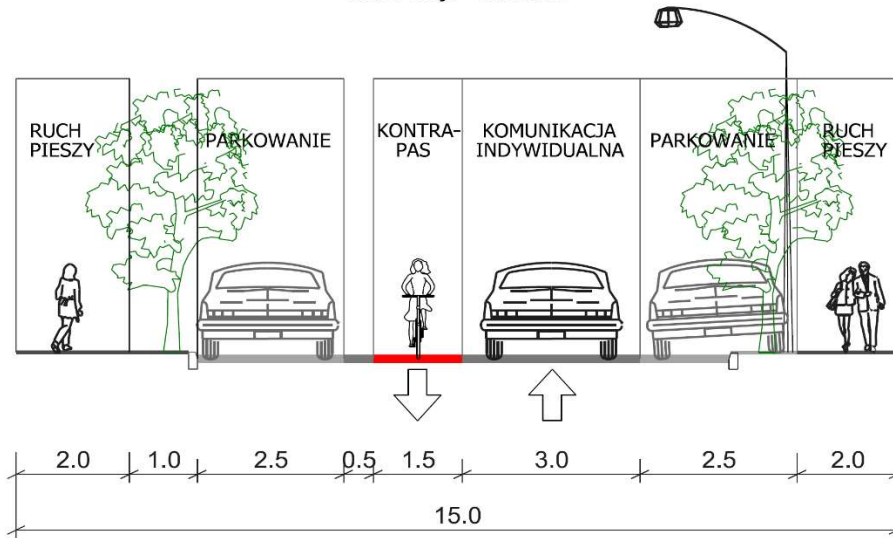 RUCH
PIESZY
PARKOWANIE
KONTRA-
PAS
KOMUNIKACJA
INDYWIDUALNA
PARKOWANIE
RUCH
PIESZY
2.0 1.0 2.5 0.5 1.5 3.0 2.5 2.0
15.0